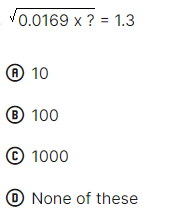 √0.0169 x ? = 1.3
A 10
B 100
C 1000
D None of these